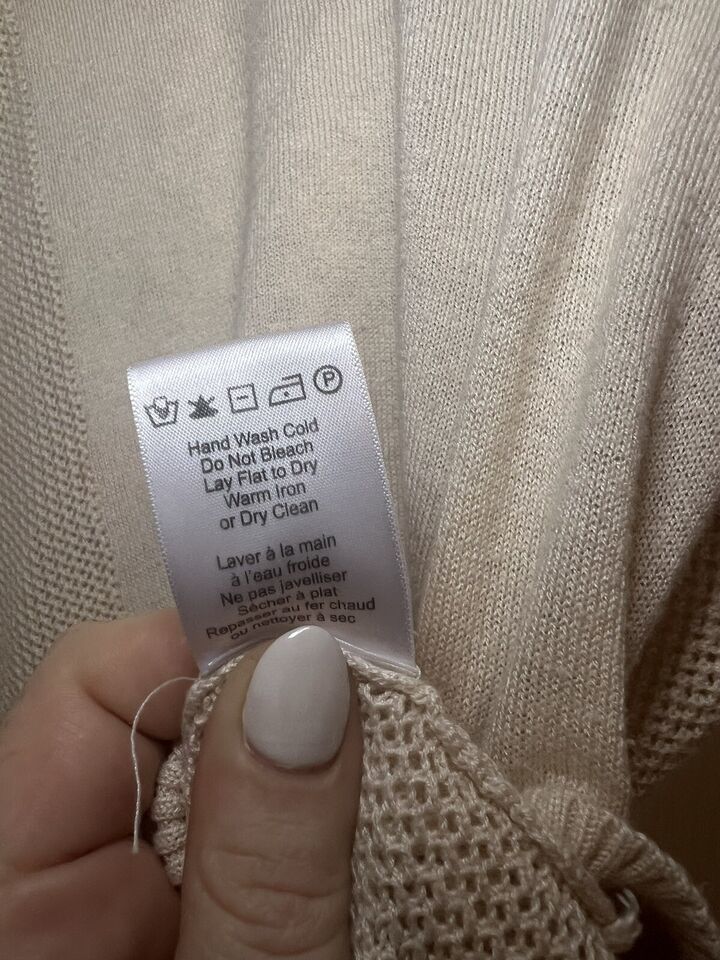 P
Hand Wash Cold
Do Not Bleach
Lay Flat to Dry
Warm Iron
or Dry Clean
Laver à la main
à l'eau froide
Ne pas javelliser
Sécher à plat
Repasser au fer chaud
ou nettoyer à sec